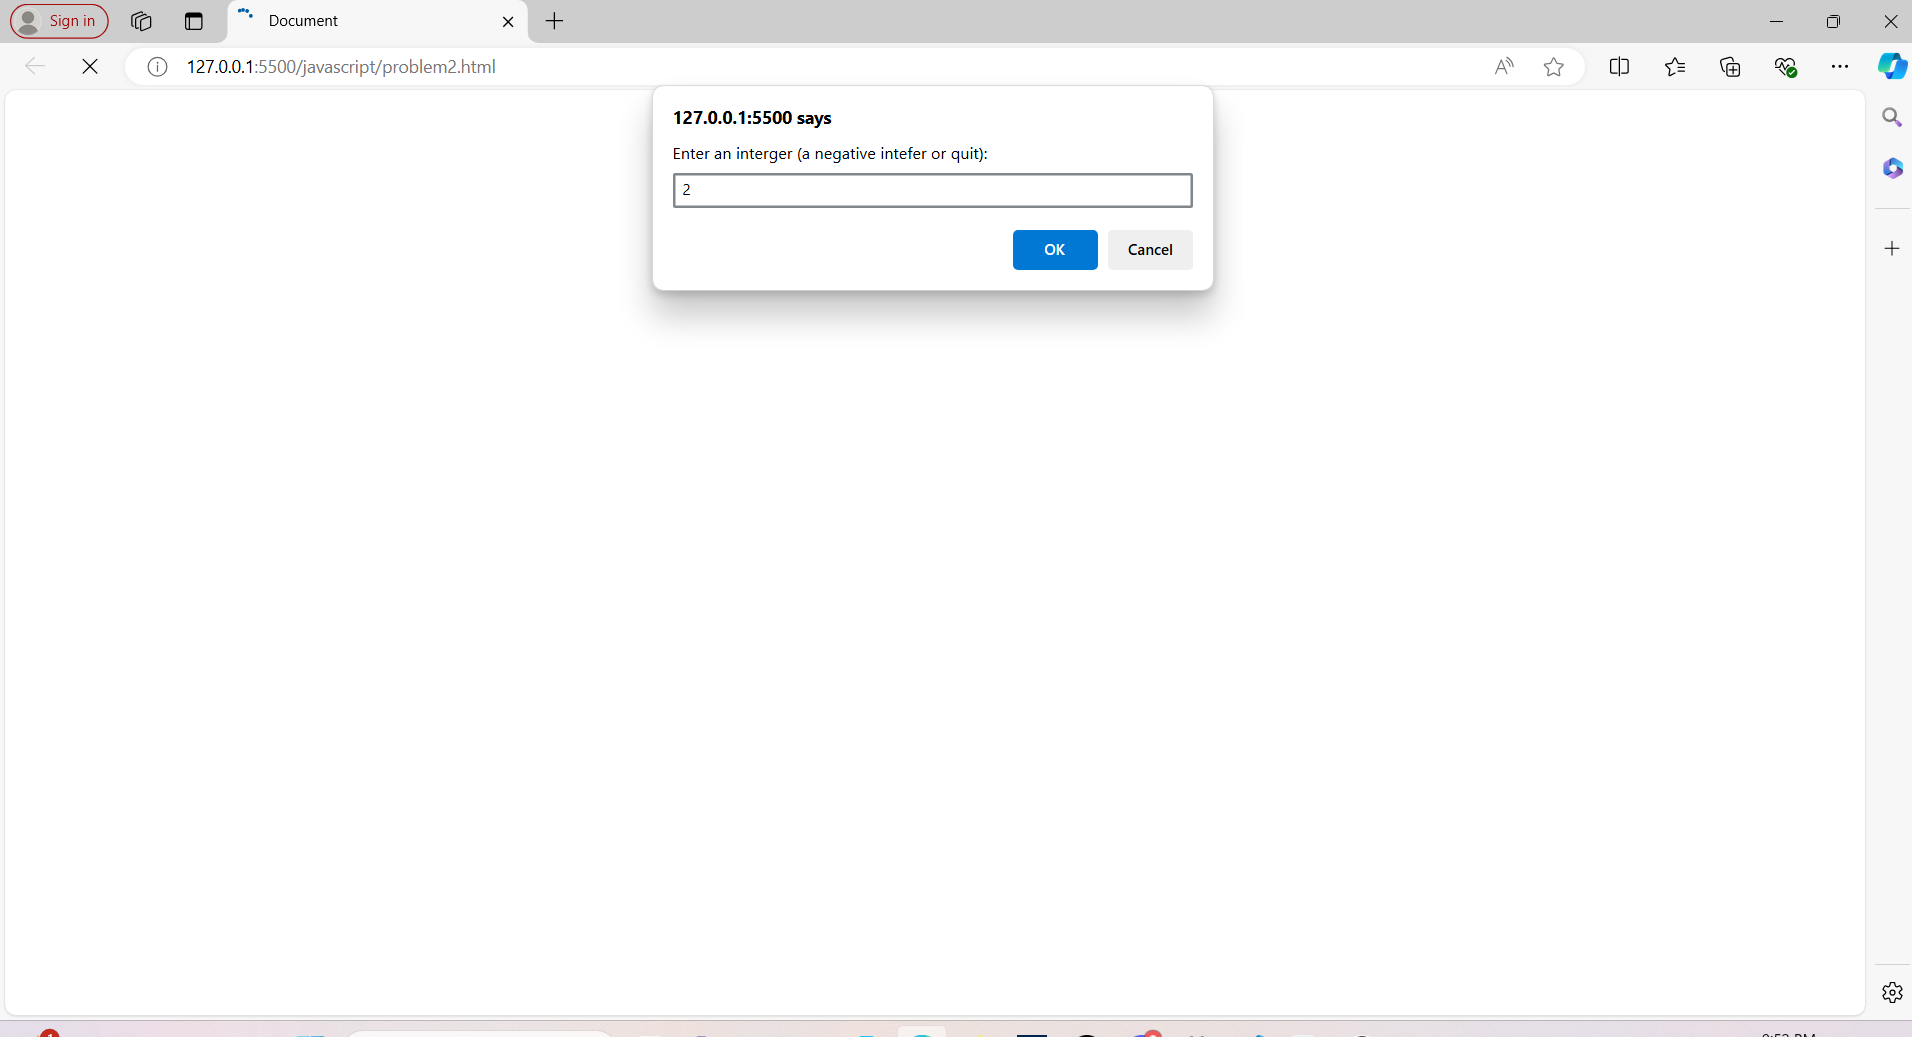 Sign in
Document
127.0.0.1:5500/javascript/problem2.html
127.0.0.1:5500 says
Enter an interger (a negative intefer or quit):
2
OK
Cancel